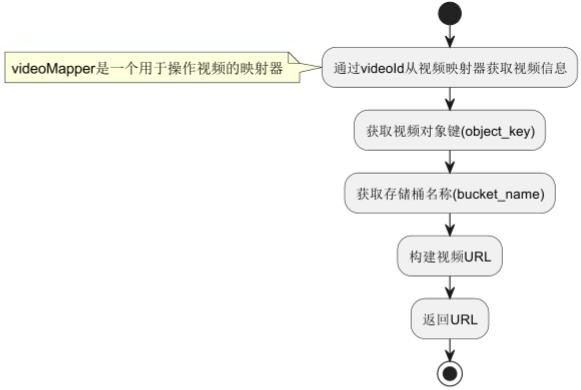 videoMapper是一个用于操作视频的映射器
通过videoId从视频映射器获取视频信息
获取视频对象键(object_key)
获取存储桶名称(bucket_name)
构建视频URL
返回URL